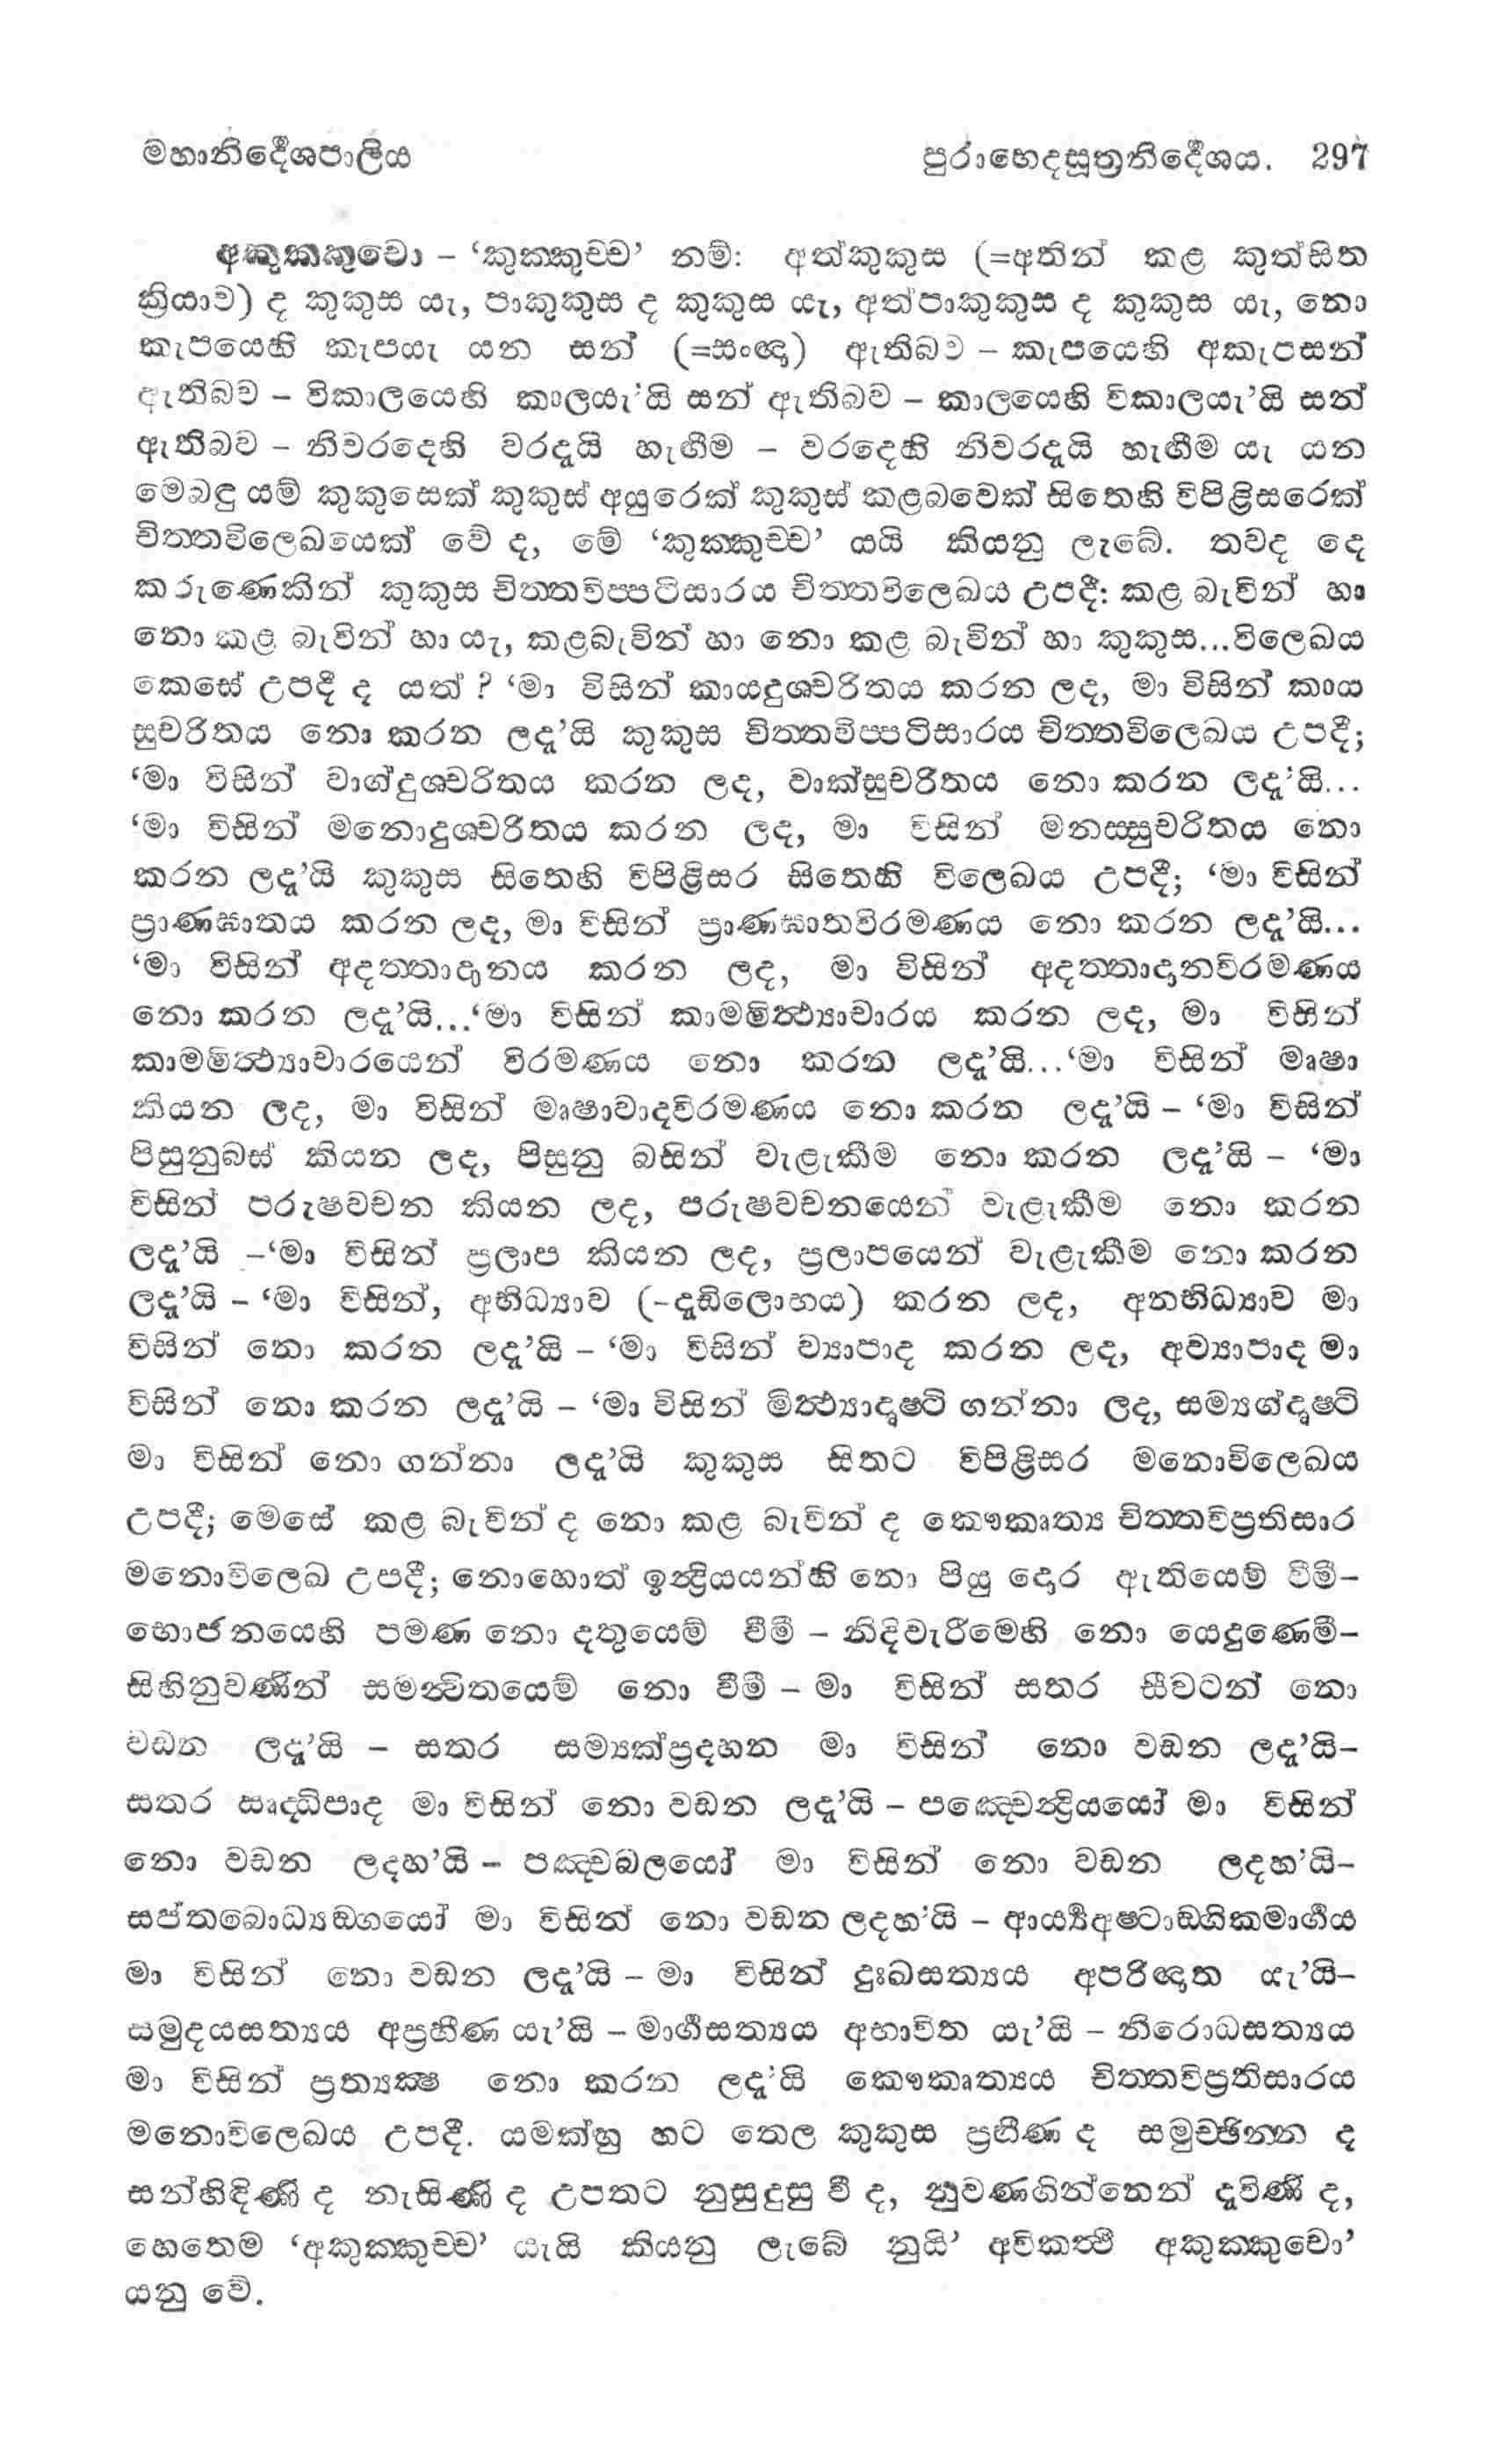 මහානිර්දේශපාලිය පුරාභෙදසූත්‍රනිර්දේශය. 297
අකුක්කුචො – ‘කුක්කුච්ච’ නම්: අත්කුකුස (=අතින් කළ කුත්සිත
ක්‍රියාව) ද කුකුස යැ, පාකුකුස ද කුකුස යැ, අත්පාකුකුස ද කුකුස යැ, නො
කැපයෙහි කැපයැ යන සන් (=සංඥා) ඇතිබව – කැපයෙහි අකැපසන්
ඇතිබව – විකාලයෙහි කාලයැ’යි සන් ඇතිබව – කාලයෙහි විකාලයැ’යි සන්
ඇතිබව – නිවරදෙහි වරදැයි හැඟීම – වරදෙහි නිවරදැයි හැඟීම යැ යන
මෙබඳු යම් කුකුසෙක් කුකුස් අයුරෙක් කුකුස් කළබවෙක් සිතෙහි විපිළිසරෙක්
චිත්තවිලෙඛයෙක් වේ ද, මේ ‘කුක්කුච්ච’ යයි කියනු ලැබේ. තවද දෙ
කරුණෙකින් කුකුස චිත්තවිප්පටිසාරය චිත්තවිලෙඛය උපදී: කළ බැවින් හා
නො කළ බැවින් හා යැ, කළබැවින් හා නො කළ බැවින් හා කුකුස...විලෙඛය
කෙසේ උපදී ද යත් ? ‘මා විසින් කායදුශ්චරිතය කරන ලද, මා විසින් කාය
සුචරිතය නො කරන ලදැ’යි කුකුස චිත්තවිප්පටිසාරය චිත්තවිලෙඛය උපදී;
‘මා විසින් වාග්දුශ්චරිතය කරන ලද, වාක්සුචරිතය නො කරන ලදැ’යි...
‘මා විසින් මනොදුශ්චරිතය කරන ලද, මා විසින් මනස්සුචරිතය නො
කරන ලදැ’යි කුකුස සිතෙහි විපිළිසර සිතෙහි විලෙඛය උපදී; ‘මා විසින්
ප්‍රාණඝාතය කරන ලද, මා විසින් ප්‍රාණඝාතවිරමණය නො කරන ලදැ’යි...
‘මා විසින් අදත්තාදානය කරන ලද, මා විසින් අදත්තාදානවිරමණය
නො කරන ලදැ’යි...‘මා විසින් කාමමිත්‍ථ්‍යාචාරය කරන ලද, මා විසින්
කාමමිත්‍ථ්‍යාචාරයෙන් විරමණය නො කරන ලදැ’යි...‘මා විසින් මෘෂා
කියන ලද, මා විසින් මෘෂාවාදවිරමණය නො කරන ලදැ’යි – ‘මා විසින්
පිසුනුබස් කියන ලද, පිසුනු බසින් වැළැකීම නො කරන ලදැ’යි – ‘මා
විසින් පරුෂවචන කියන ලද, පරුෂවචනයෙන් වැළැකීම නො කරන
ලදැ’යි –‘මා විසින් ප්‍රලාප කියන ලද, ප්‍රලාපයෙන් වැළැකීම නො කරන
ලදැ’යි – ‘මා විසින්, අභිධ්‍යාව (-දැඩිලොභය) කරන ලද, අනභිධ්‍යාව මා
විසින් නො කරන ලදැ’යි – ‘මා විසින් ව්‍යාපාද කරන ලද, අව්‍යාපාද මා
විසින් නො කරන ලදැ’යි – ‘මා විසින් මිත්‍ථ්‍යාදෘෂ්ටි ගන්නා ලද, සම්‍යග්දෘෂ්ටි
මා විසින් නො ගන්නා ලදැ’යි කුකුස සිතට විපිළිසර මනොවිලෙඛය
උපදී; මෙසේ කළ බැවින් ද නො කළ බැවින් ද කෞකෘත්‍ය චිත්තවිප්‍රතිසාර
මනොවිලෙඛ උපදී; නොහොත් ඉන්‍ද්‍රියයන්හි නො පියු දොර ඇතියෙම් වීමි–
භොජනයෙහි පමණ නො දත්‍තුයෙම් වීමි – නිදිවැරීමෙහි නො යෙදුණෙමි–
සිහිනුවණින් සමන්‍විතයෙම් නො වීමි – මා විසින් සතර සීවටන් නො
වඩන ලදැ’යි – සතර සම්‍යක්ප්‍රදහන මා විසින් නො වඩන ලදැ’යි–
සතර ඍද්ධිපාද මා විසින් නො වඩන ලදැ’යි – පඤ්චෙන්‍ද්‍රියයෝ මා විසින්
නො වඩන ලදහ’යි – පඤ්චබලයෝ මා විසින් නො වඩන ලදහ’යි–
සප්තබොධ්‍යඞ්ගයෝ මා විසින් නො වඩන ලදහ’යි – ආර්‍ය්‍යඅෂ්ටාඞ්ගිකමාර්ගය
මා විසින් නො වඩන ලදැ’යි – මා විසින් දුඃඛසත්‍යය අපරිඥාත යැ’යි–
සමුදයසත්‍යය අප්‍රහීණ යැ’යි – මාර්ගසත්‍යය අභාවිත යැ’යි – නිරොධසත්‍යය
මා විසින් ප්‍රත්‍යක්‍ෂ නො කරන ලදැ’යි කෞකෘත්‍යය චිත්තවිප්‍රතිසාරය
මනොවිලෙඛය උපදී. යමක්හු හට තෙල කුකුස ප්‍රහීණ ද සමුච්ඡින්න ද
සන්හිඳිණි ද නැසිණි ද උපතට නුසුදුසු වී ද, නුවණගින්නෙන් දැවිණි ද,
හෙතෙම ‘අකුක්කුච්ච’ යැයි කියනු ලැබේ නුයි’ අවිකත්‍ථී අකුක්කුචො’
යනු වේ.